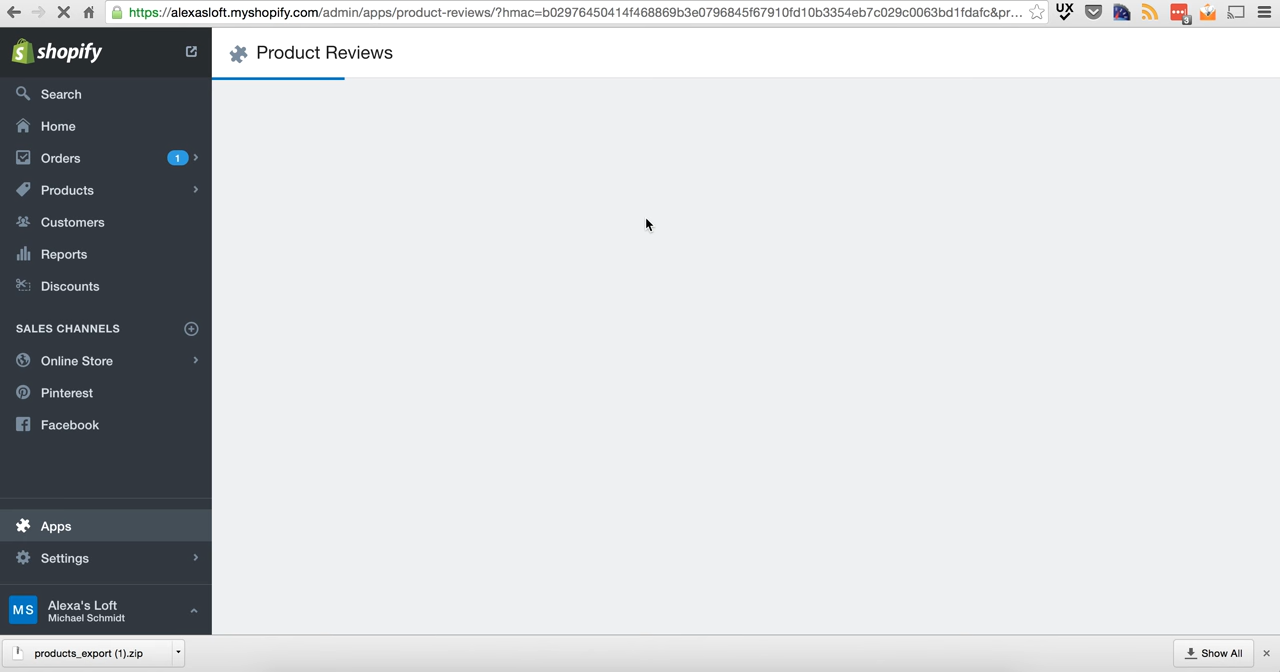 https://alexasloft.myshopify.com/admin/apps/product-reviews/?hmac=b02976450414f468869b3e0796845f67910fd10b3354eb7c029c0063bd1fdafc&pr...
UX
3
shopify
Product Reviews
Search
Home
Orders 1
Products
Customers
Reports
Discounts
SALES CHANNELS
Online Store
Pinterest
Facebook
Apps
Settings
MS
Alexa's Loft
Michael Schmidt
products_export (1).zip
Show All